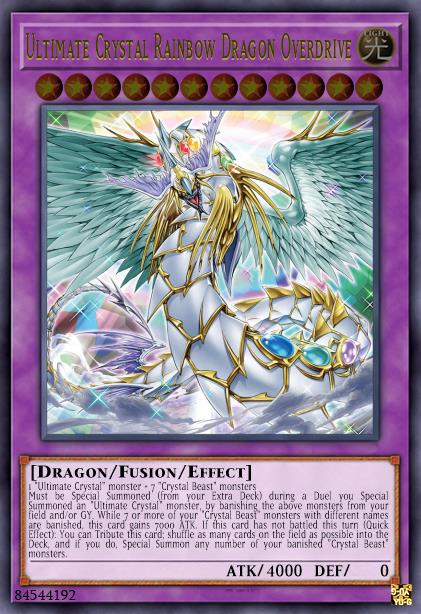 Ultimate Crystal Rainbow Dragon Overdrive
LIGHT
光
[Dragon/Fusion/Effect]
1 "Ultimate Crystal" monster + 7 "Crystal Beast" monsters
Must be Special Summoned (from your Extra Deck) during a Duel you Special
Summoned an "Ultimate Crystal" monster, by banishing the above monsters from your
field and/or GY. While 7 or more of your "Crystal Beast" monsters with different names
are banished, this card gains 7000 ATK. If this card has not battled this turn (Quick
Effect): You can Tribute this card; shuffle as many cards on the field as possible into the
Deck, and if you do, Special Summon any number of your banished "Crystal Beast"
monsters.
ATK/4000 DEF/ 0
84544192